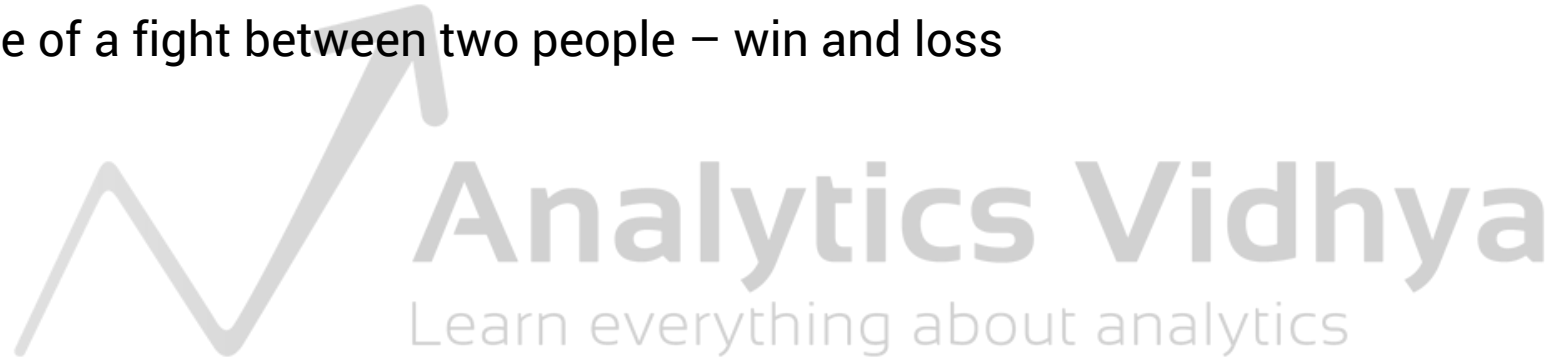 e of a fight between two people – win and loss
Analytics Vidhya
Learn everything about analytics